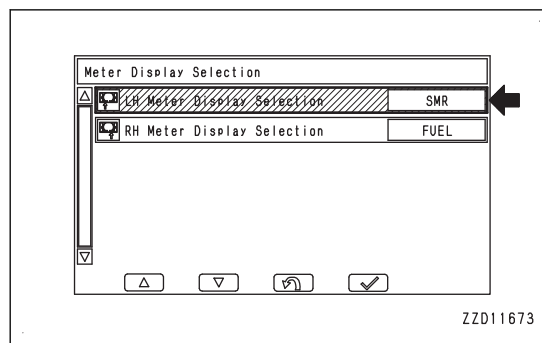 Meter Display Selection
LH Meter Display Selection SMR
RH Meter Display Selection FUEL
ZZD11673